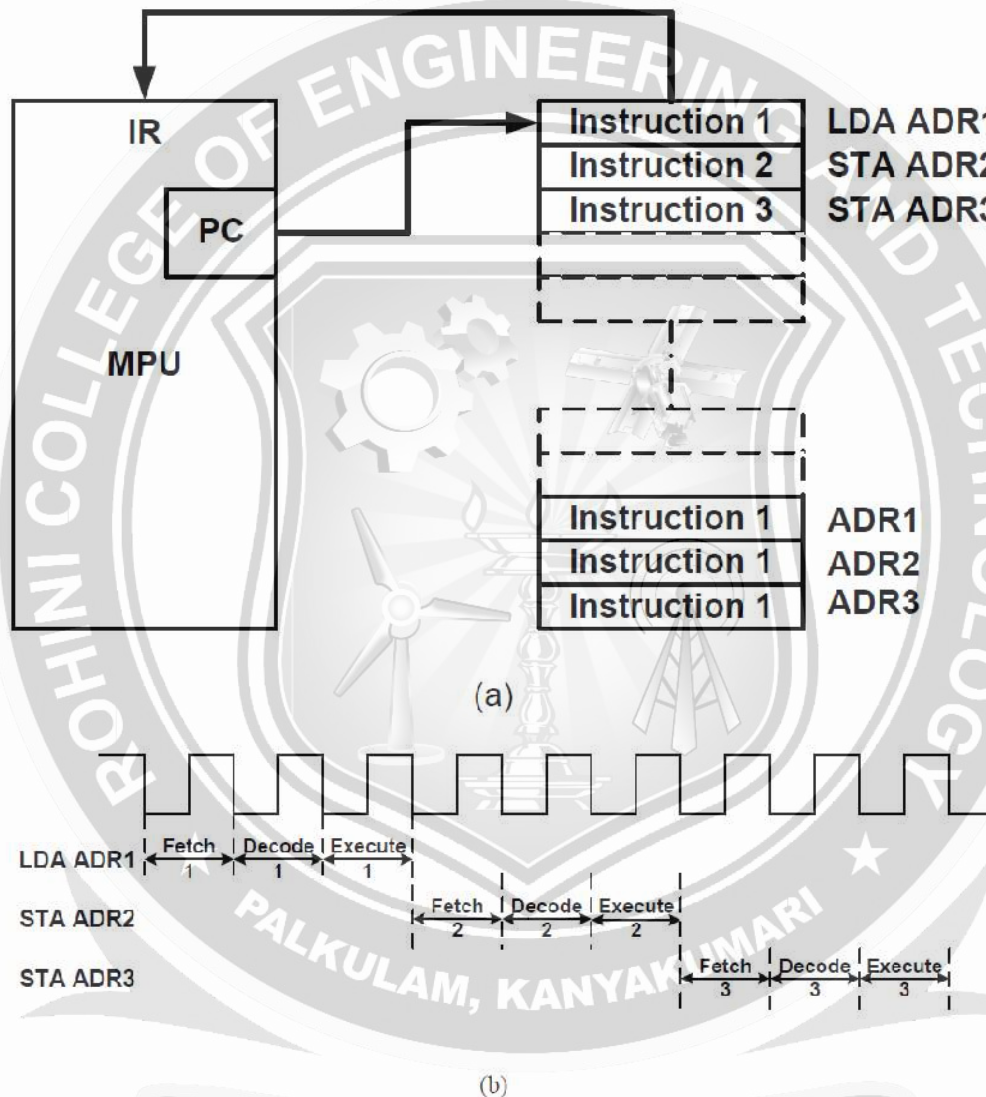 ROHINI COLLEGE OF ENGINEERING AND TECHNOLOGY
PALKULAM, KANYAKUMARI
IR
PC
MPU
Instruction 1 LDA ADR1
Instruction 2 STA ADR2
Instruction 3 STA ADR3
Instruction 1 ADR1
Instruction 1 ADR2
Instruction 1 ADR3
(a)
LDA ADR1 Fetch 1 Decode 1 Execute 1
STA ADR2 Fetch 2 Decode 2 Execute 2
STA ADR3 Fetch 3 Decode 3 Execute 3
(b)